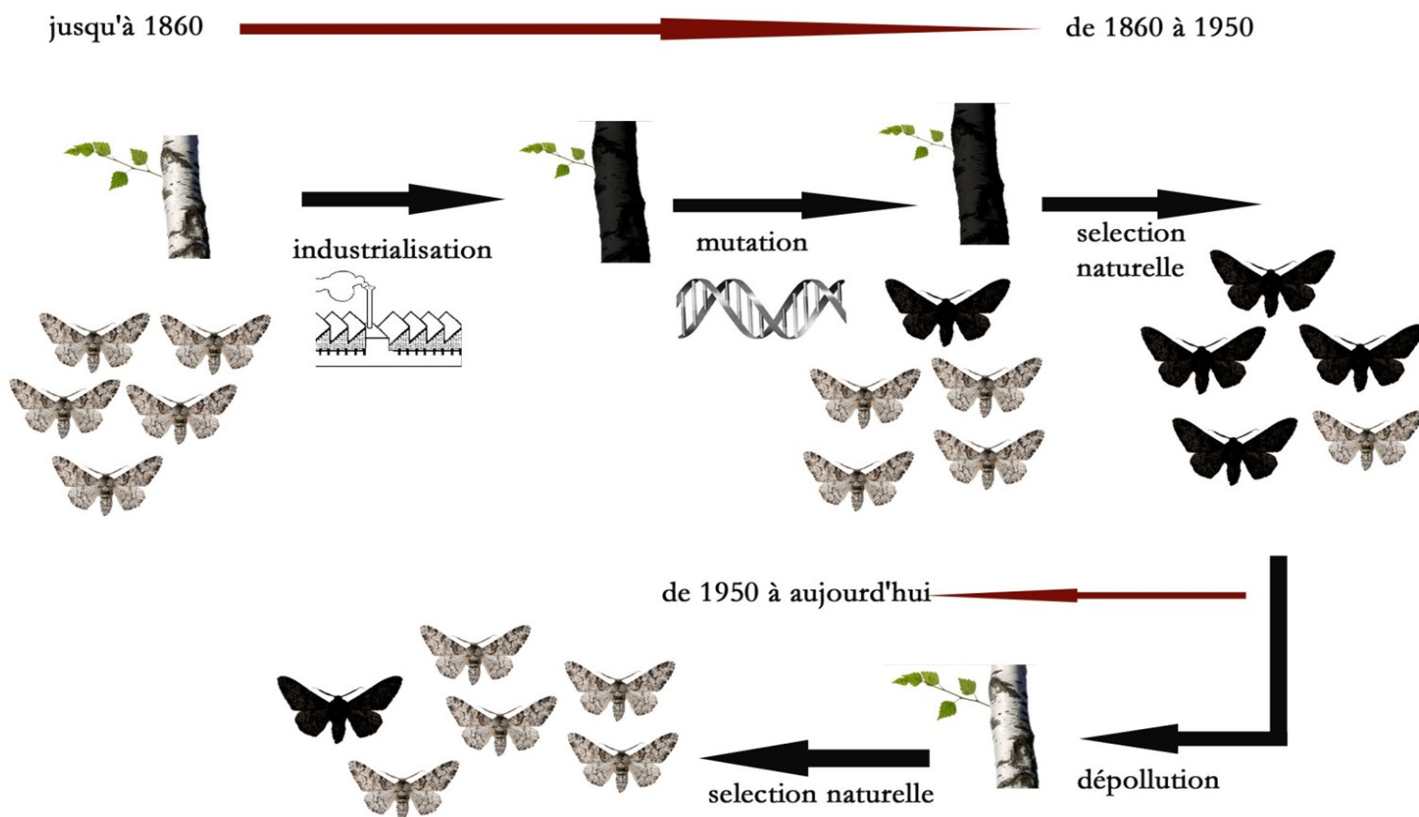 jusqu'à 1860
de 1860 à 1950
industrialisation
mutation
selection
naturelle
de 1950 à aujourd'hui
dépollution
selection naturelle